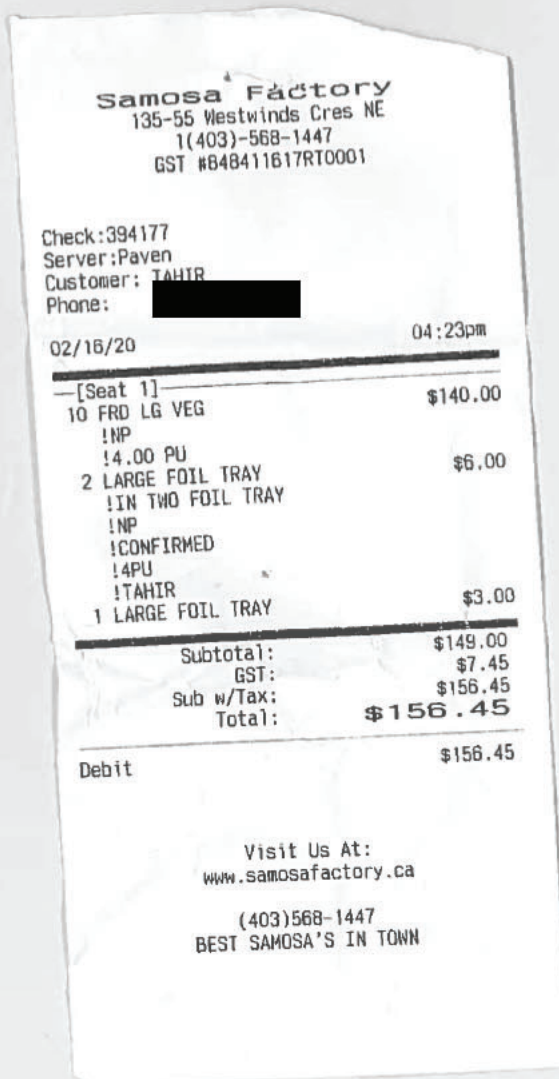 Samosa Factory
135-55 Westwinds Cres NE
1(403)-568-1447
GST #848411617RT0001
Check:394177
Server:Paven
Customer: TAHIR
Phone:
02/16/20 04:23pm
[Seat 1]
10 FRD LG VEG $140.00
!NP
!4.00 PU
2 LARGE FOIL TRAY $6.00
!IN TWO FOIL TRAY
!NP
!CONFIRMED
!4PU
!TAHIR
1 LARGE FOIL TRAY $3.00
Subtotal: $149.00
GST: $7.45
Sub w/Tax: $156.45
Total: $156.45
Debit $156.45
Visit Us At:
www.samosafactory.ca
(403)568-1447
BEST SAMOSA'S IN TOWN